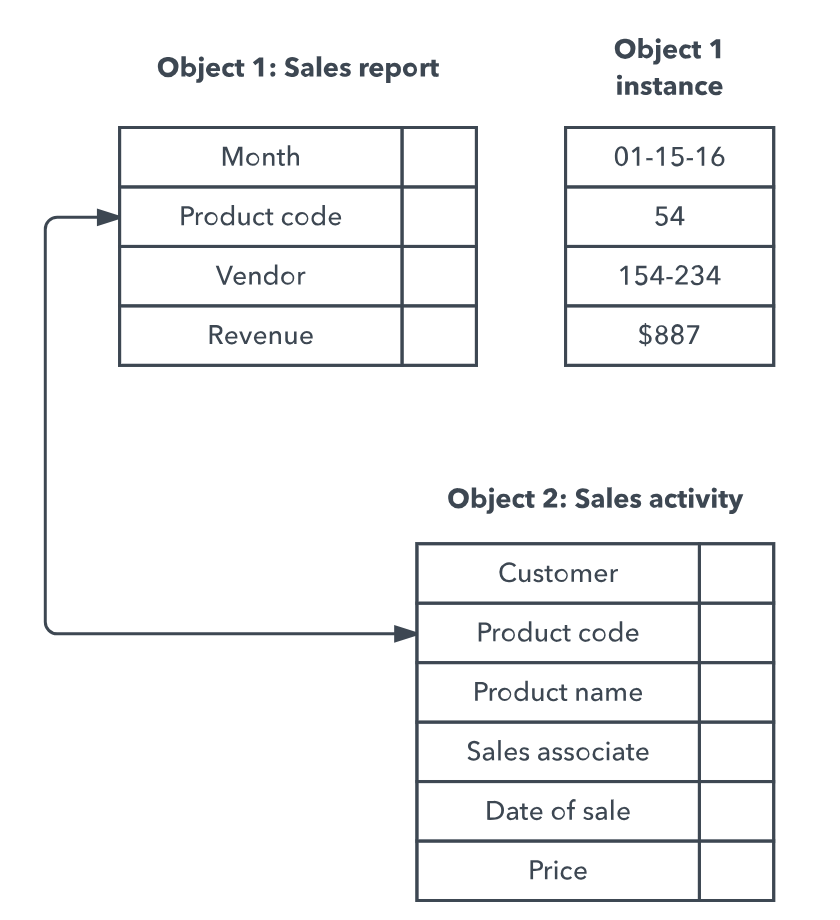 Object 1: Sales report
Object 1
instance
Month
01-15-16
Product code
54
Vendor
154-234
Revenue
$887
Object 2: Sales activity
Customer
Product code
Product name
Sales associate
Date of sale
Price